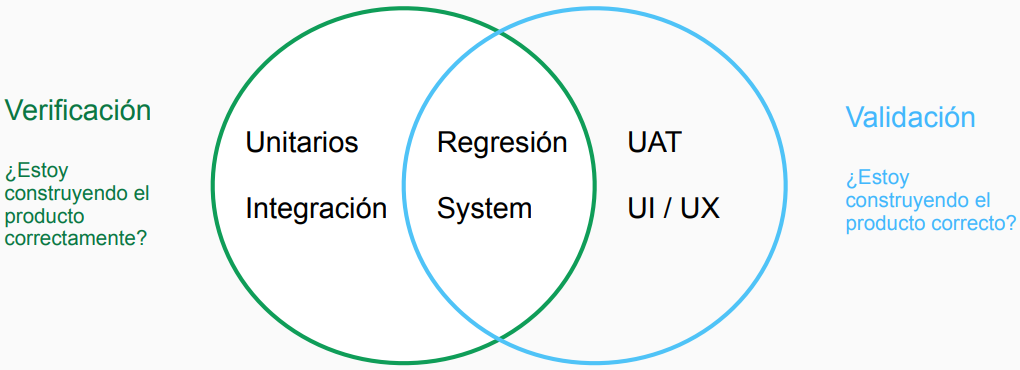 Verificación
¿Estoy
construyendo el
producto
correctamente?
Unitarios
Integración
Regresión
System
UAT
UI / UX
Validación
¿Estoy
construyendo el
producto correcto?